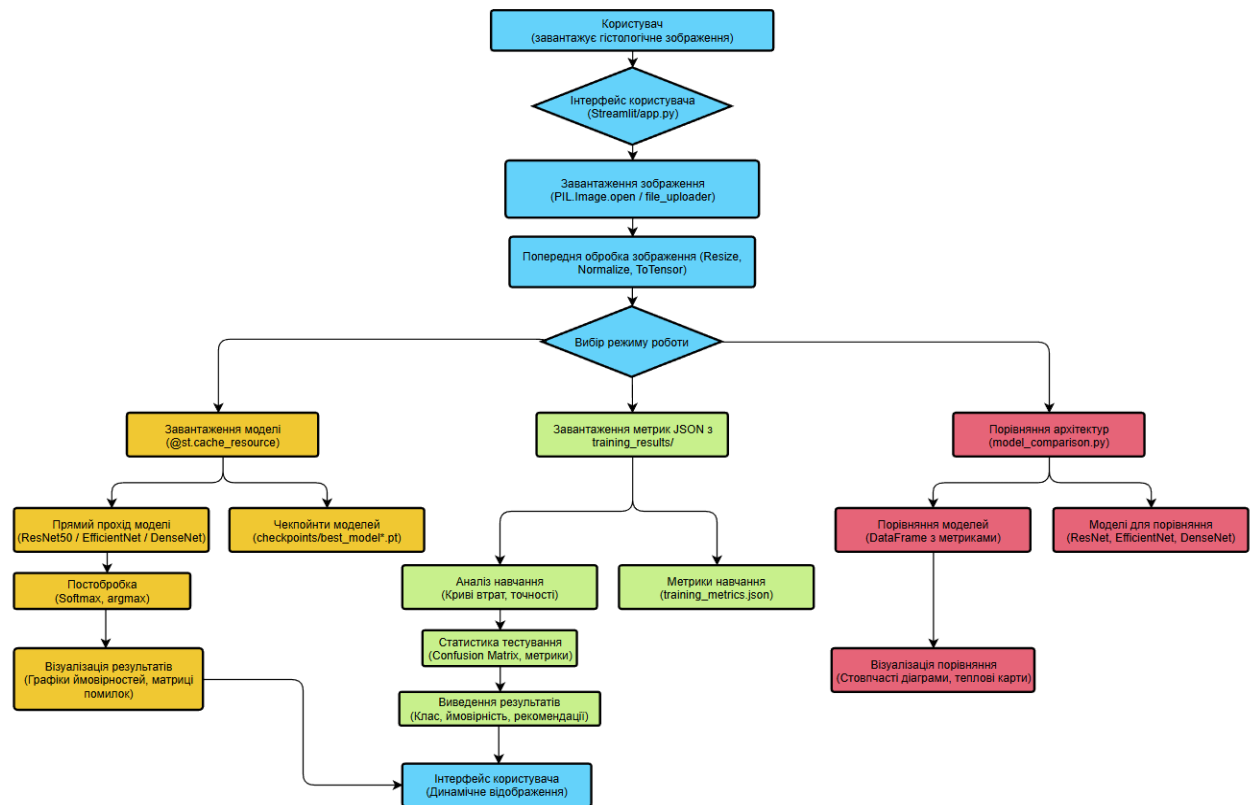 Користувач
(завантажує гістологічне зображення)
Інтерфейс користувача
(Streamlit/app.py)
Завантаження зображення
(PIL.Image.open / file_uploader)
Попередня обробка зображення (Resize,
Normalize, ToTensor)
Вибір режиму роботи
Завантаження моделі
(@st.cache_resource)
Завантаження метрик JSON з
training_results/
Порівняння архітектур
(model_comparison.py)
Прямий прохід моделі
(ResNet50 / EfficientNet / DenseNet)
Чекпойнти моделей
(checkpoints/best_model*.pt)
Порівняння моделей
(DataFrame з метриками)
Моделі для порівняння
(ResNet, EfficientNet, DenseNet)
Постобробка
(Softmax, argmax)
Аналіз навчання
(Криві втрат, точності)
Метрики навчання
(training_metrics.json)
Статистика тестування
(Confusion Matrix, метрики)
Візуалізація результатів
(Графіки ймовірностей, матриці
помилок)
Візуалізація порівняння
(Стовпчасті діаграми, теплові карти)
Виведення результатів
(Клас, ймовірність, рекомендації)
Інтерфейс користувача
(Динамічне відображення)